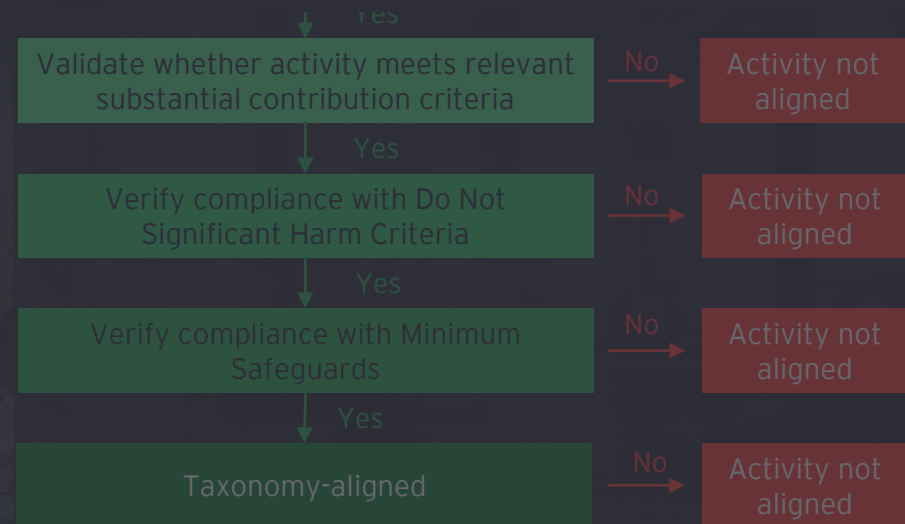 Yes
Validate whether activity meets relevant
substantial contribution criteria
No
Activity not
aligned
Yes
Verify compliance with Do Not
Significant Harm Criteria
No
Activity not
aligned
Yes
Verify compliance with Minimum
Safeguards
No
Activity not
aligned
Yes
Taxonomy-aligned
No
Activity not
aligned